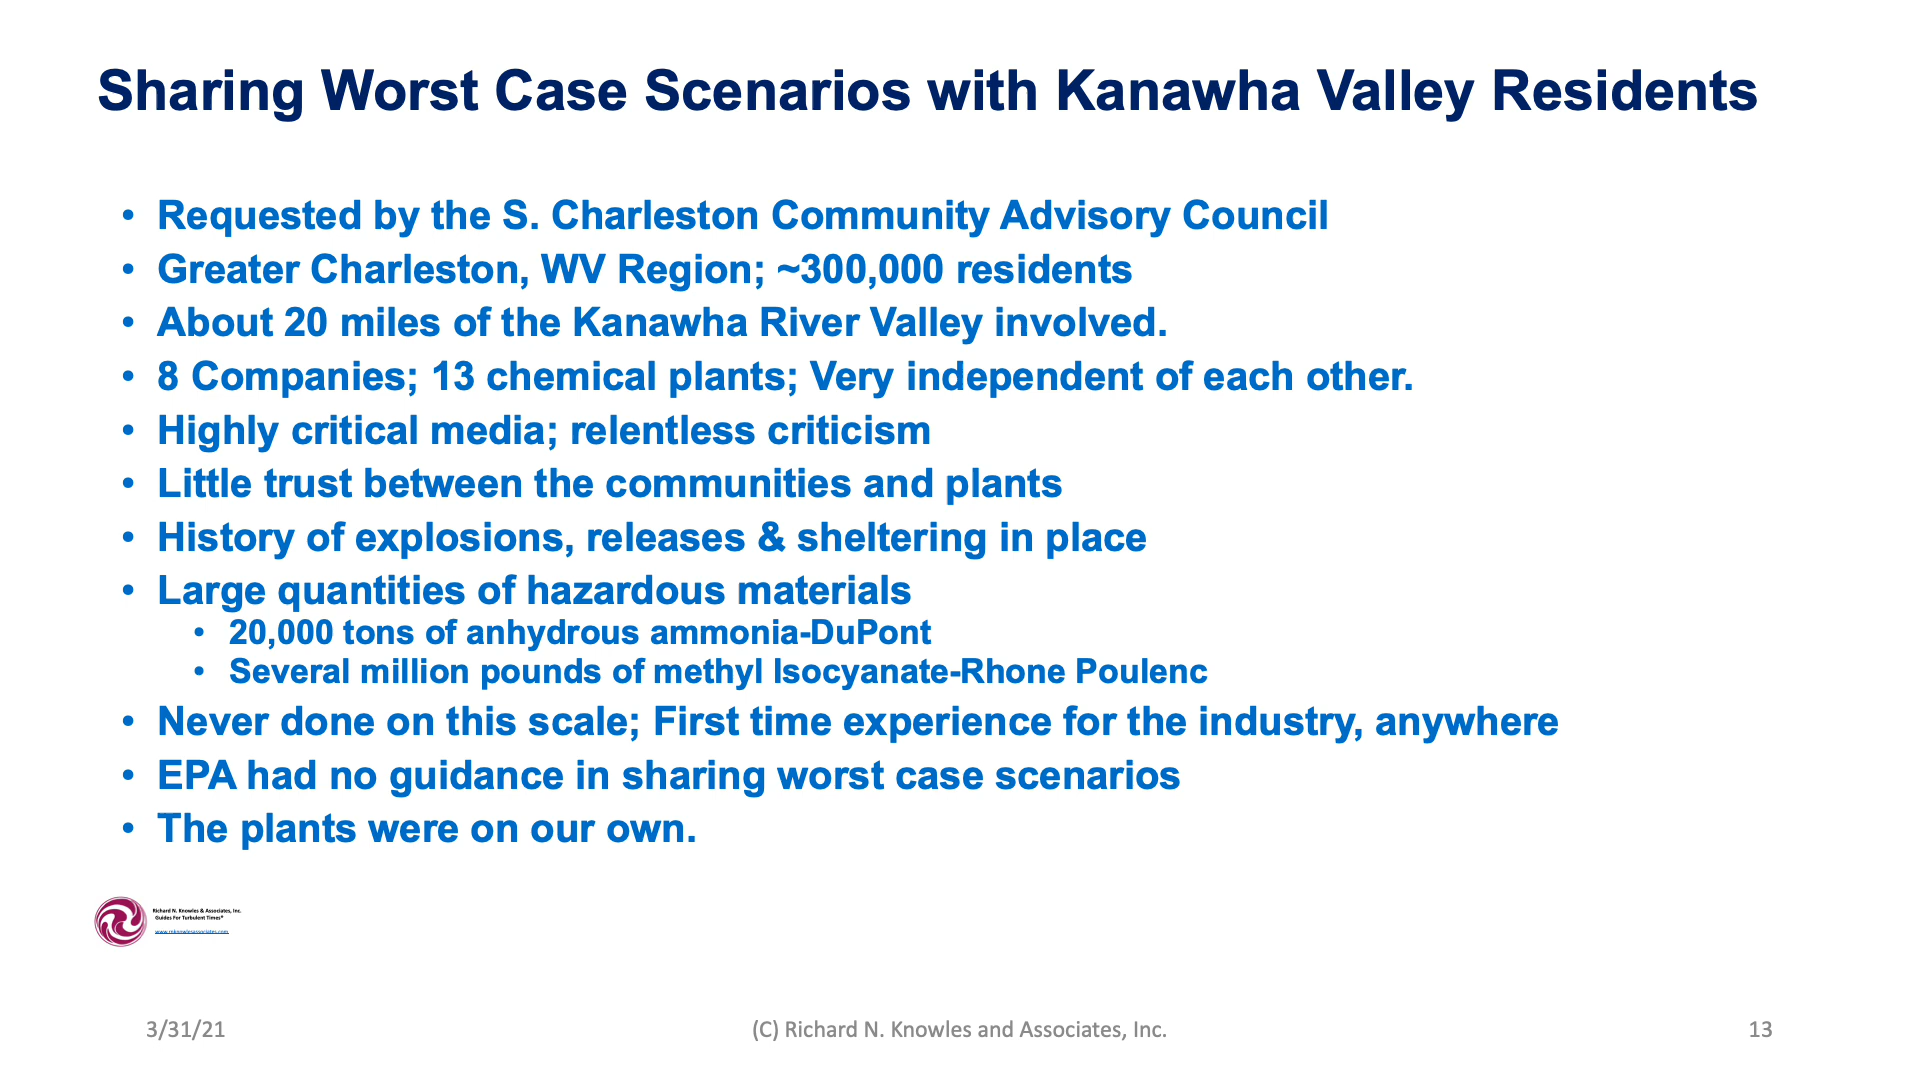 Sharing Worst Case Scenarios with Kanawha Valley Residents
• Requested by the S. Charleston Community Advisory Council
• Greater Charleston, WV Region; ~300,000 residents
• About 20 miles of the Kanawha River Valley involved.
• 8 Companies; 13 chemical plants; Very independent of each other.
• Highly critical media; relentless criticism
• Little trust between the communities and plants
• History of explosions, releases & sheltering in place
• Large quantities of hazardous materials
• 20,000 tons of anhydrous ammonia-DuPont
• Several million pounds of methyl Isocyanate-Rhone Poulenc
• Never done on this scale; First time experience for the industry, anywhere
• EPA had no guidance in sharing worst case scenarios
• The plants were on our own.
Richard N. Knowles & Associates, Inc.
Guides For Turbulent Times®
www.rnknowlesassociates.com
3/31/21
(C) Richard N. Knowles and Associates, Inc.
13